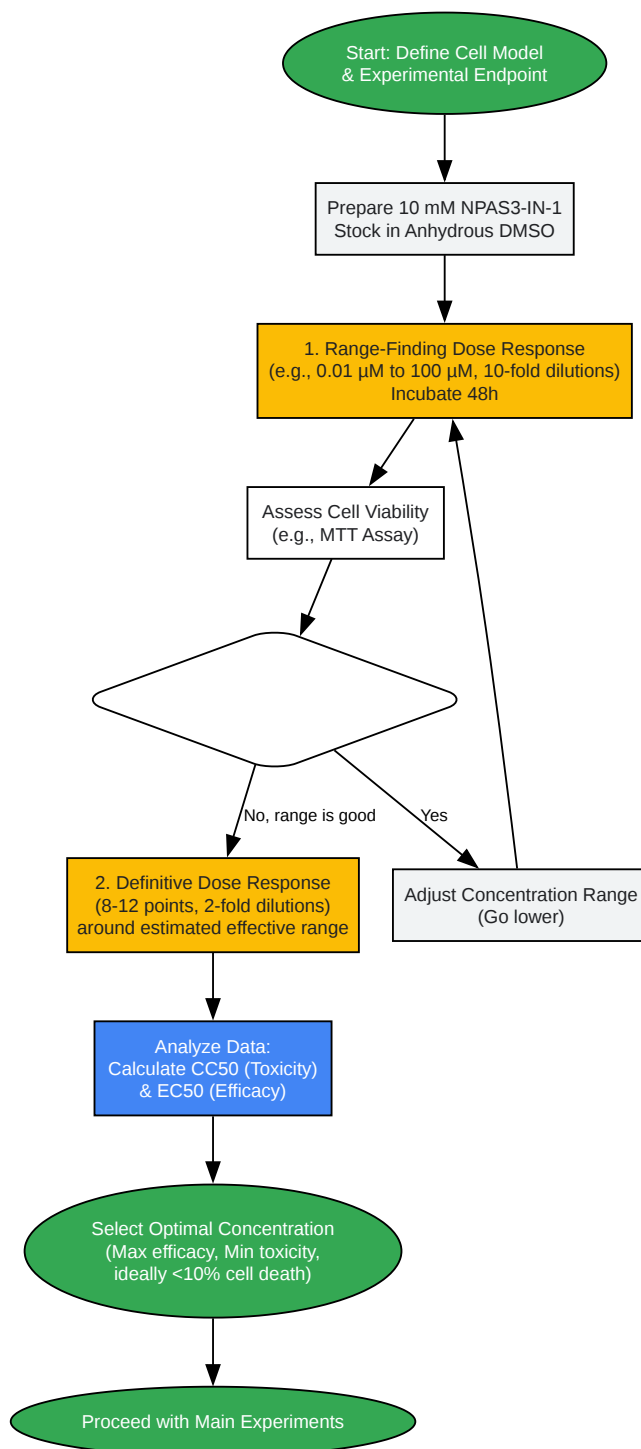 Start: Define Cell Model
& Experimental Endpoint
Prepare 10 mM NPAS3-IN-1
Stock in Anhydrous DMSO
1. Range-Finding Dose Response
(e.g., 0.01 µM to 100 µM, 10-fold dilutions)
Incubate 48h
Assess Cell Viability
(e.g., MTT Assay)
No, range is good
Yes
2. Definitive Dose Response
(8-12 points, 2-fold dilutions)
around estimated effective range
Adjust Concentration Range
(Go lower)
Analyze Data:
Calculate CC50 (Toxicity)
& EC50 (Efficacy)
Select Optimal Concentration
(Max efficacy, Min toxicity,
ideally <10% cell death)
Proceed with Main Experiments